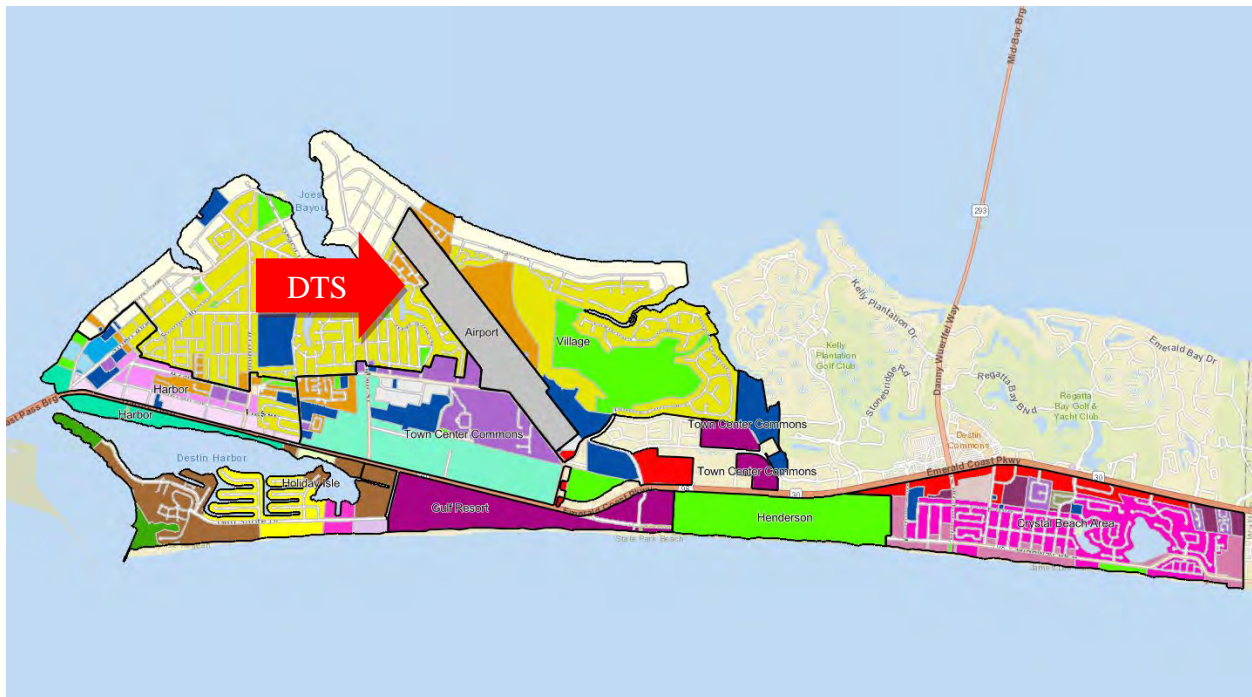 Mid-Bay Brg
293
Joes
Bayou
DTS
Airport
Village
Kelly Plantation Dr
Emerald Bay Dr
Danny Wuerffel Way
Kelly
Plantation
Golf Club
Stonebridge Rd
Regatta Bay Blvd
Regatta
Bay Golf &
Yacht Club
Harbor
Harbor
Town Center Commons
Town Center Commons
Destin
Commons
Town Center Commons
Emerald Coast Pkwy
30
Destin Harbor
Holiday Isle
Gulf Resort
98
30
Henderson
Crystal Beach Area
State Park Beach